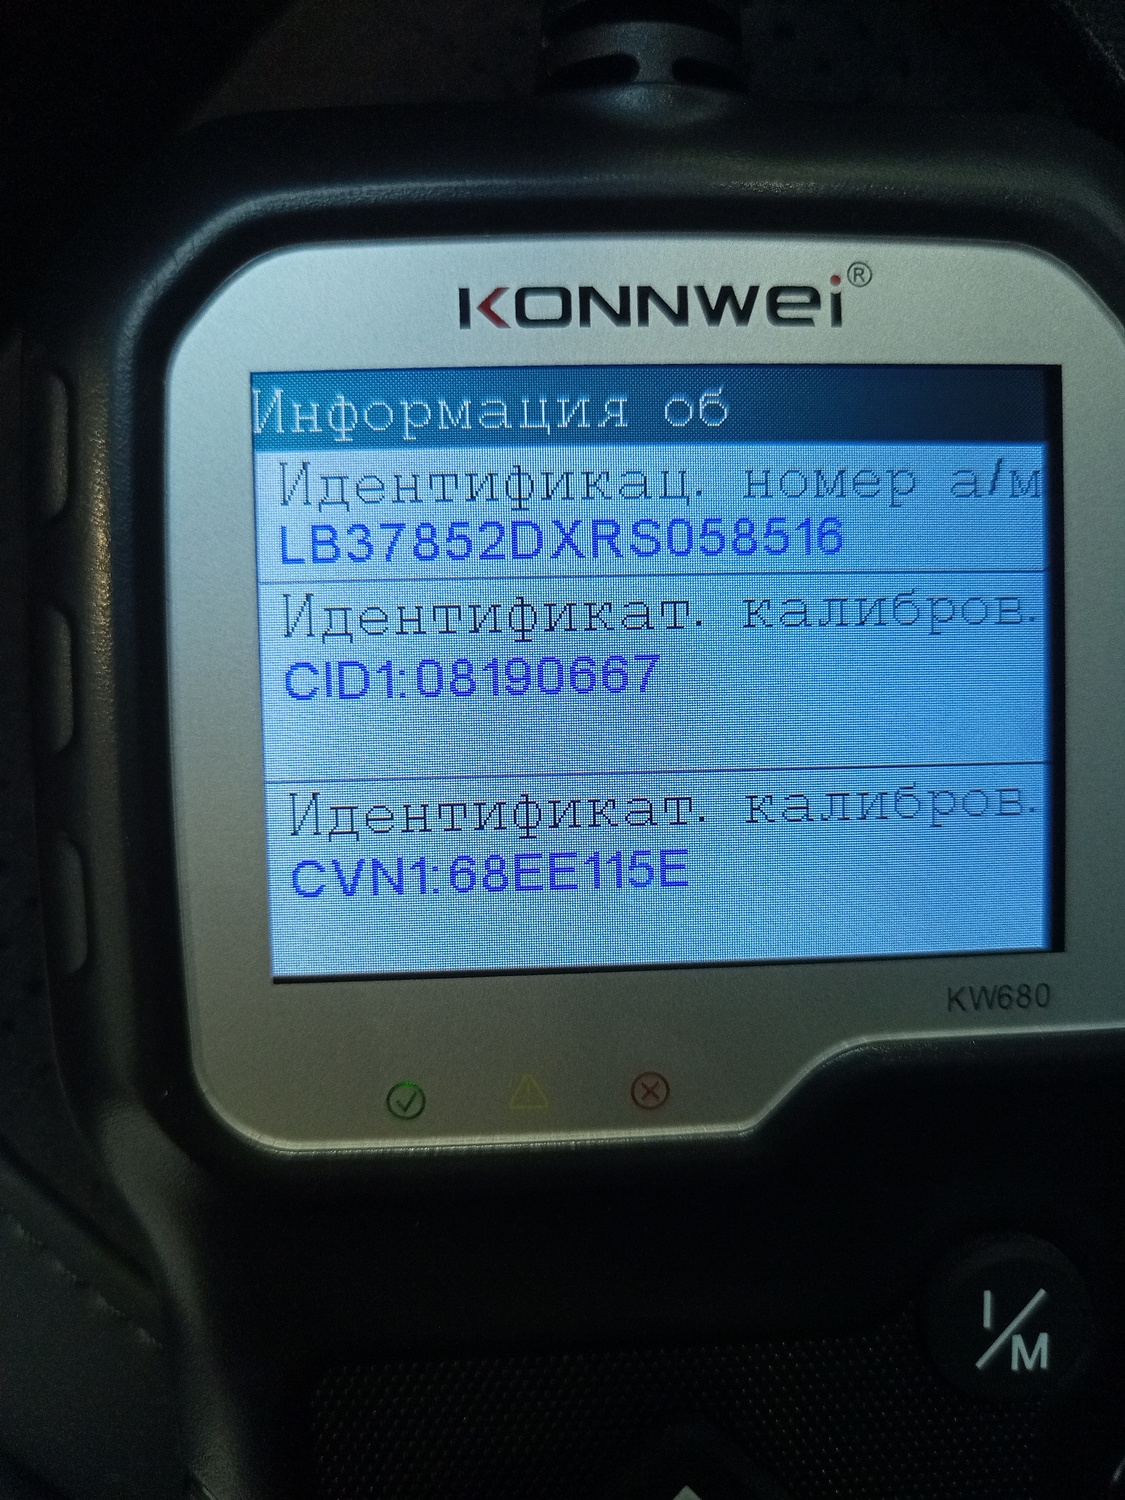 KONNWEI®
Информация об
Идентификац. номер а/м
LB37852DXRS058516
Идентификат. калибров.
CID1:08190667
Идентификат. калибров.
CVN1:68EE115E
KW680
I/M